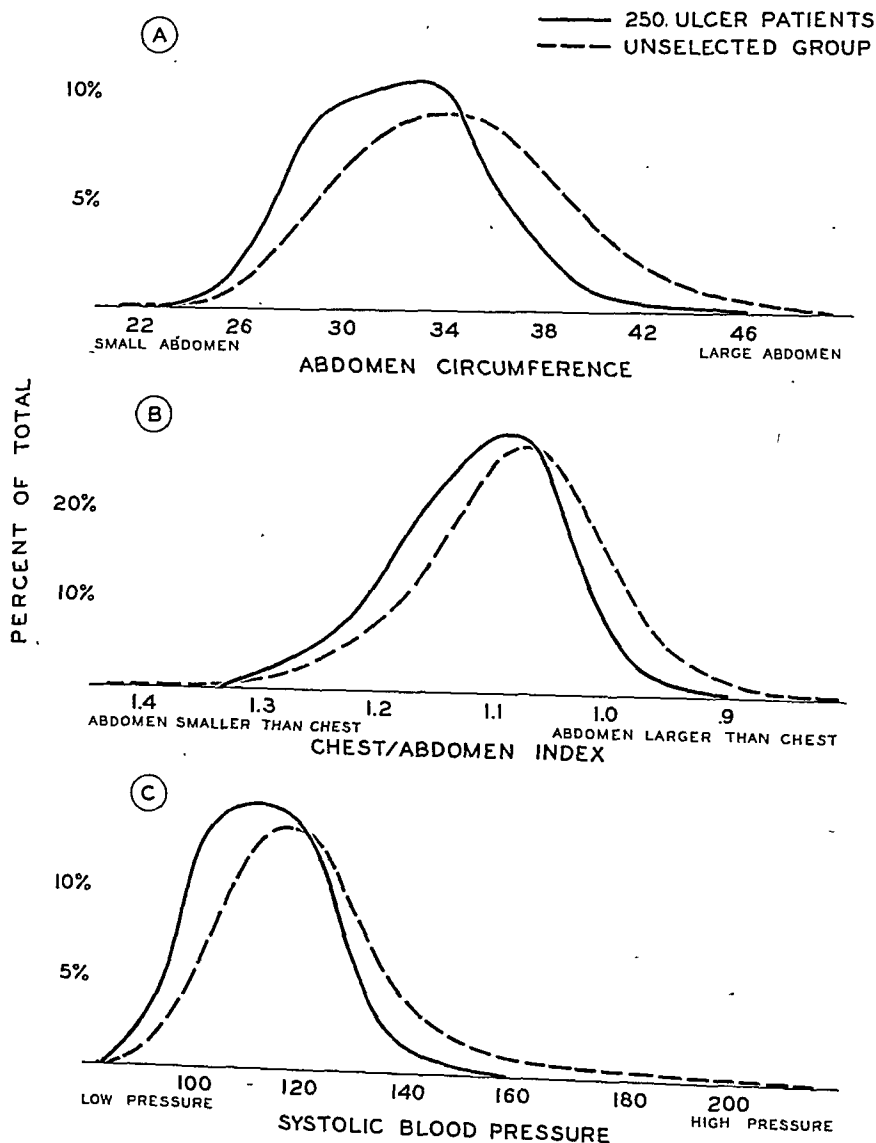 250. ULCER PATIENTS
UNSELECTED GROUP
A
10%
5%
22 26 30 34 38 42 46
SMALL ABDOMEN LARGE ABDOMEN
ABDOMEN CIRCUMFERENCE
PERCENT OF TOTAL
B
20%
10%
1.4 1.3 1.2 1.1 1.0 .9
ABDOMEN SMALLER THAN CHEST ABDOMEN LARGER THAN CHEST
CHEST/ABDOMEN INDEX
C
10%
5%
100 120 140 160 180 200
LOW PRESSURE HIGH PRESSURE
SYSTOLIC BLOOD PRESSURE